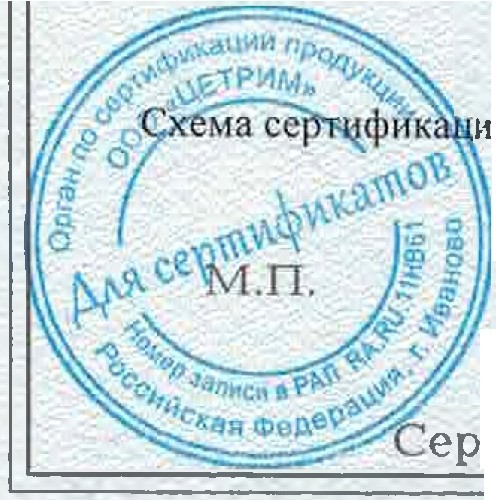 Орган по сертификации продукции
ООО «ЦЕТРИМ»
Схема сертификаци
Для сертификатов
М.П.
Номер записи в РАЛ RA.RU.11НВ61
Российская Федерация, г. Иваново
Сер